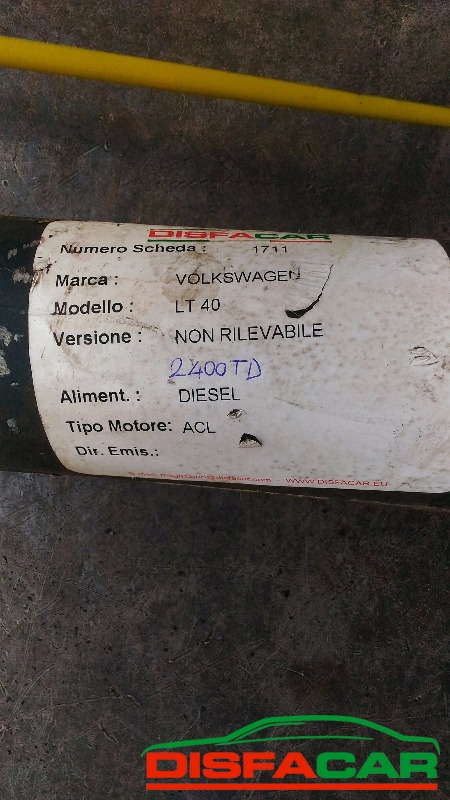 DISFACAR
Numero Scheda : 1711
Marca : VOLKSWAGEN
Modello : LT 40
Versione : NON RILEVABILE
2400TD
Aliment. : DIESEL
Tipo Motore: ACL
Dir. Emis.:
WWW.DISFACAR.EU
DISFACAR